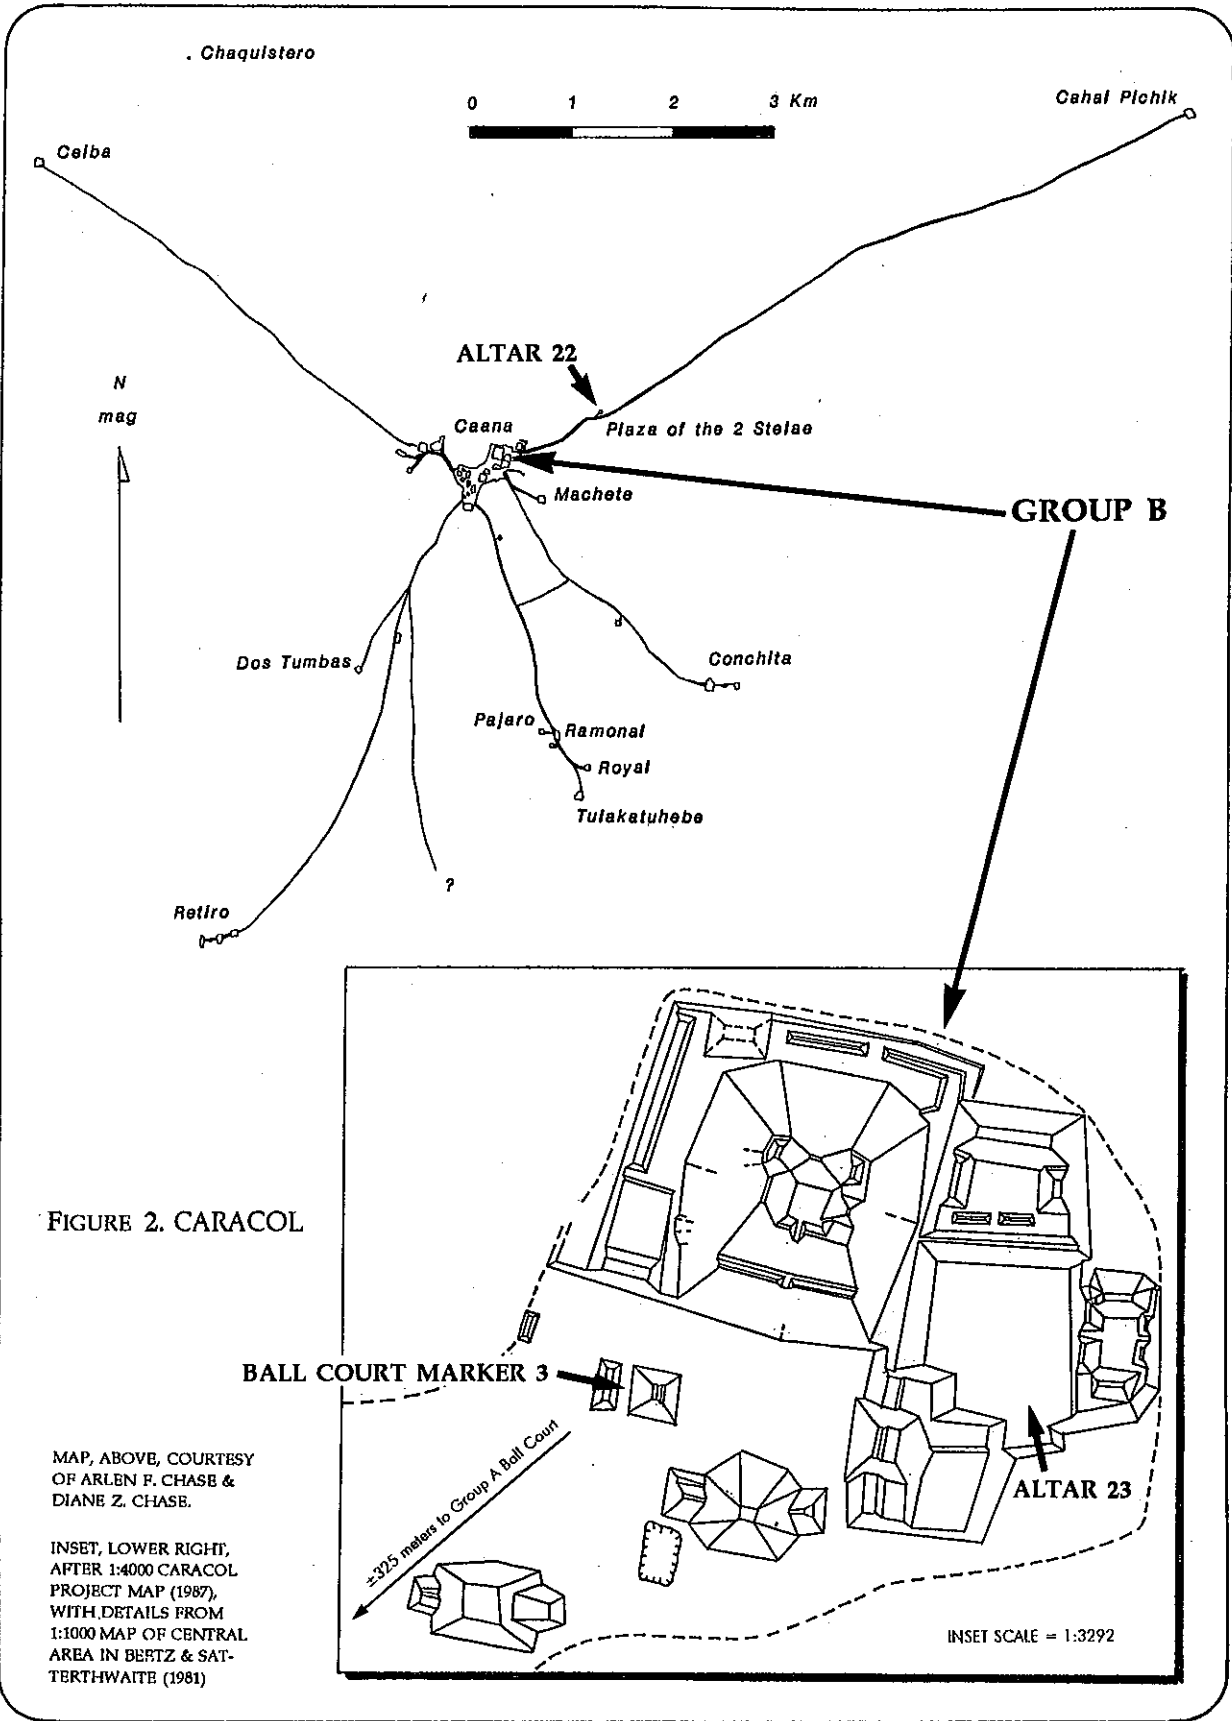 . Chaquistero
0 1 2 3 Km
Cahal Pichik
Ceiba
ALTAR 22
N
mag
Caana
Plaza of the 2 Stelae
Machete
GROUP B
Dos Tumbas
Conchita
Pajaro
Ramonal
Royal
Tulakatuhebe
?
Retiro
FIGURE 2. CARACOL
BALL COURT MARKER 3
±325 meters to Group A Ball Court
ALTAR 23
MAP, ABOVE, COURTESY
OF ARLEN F. CHASE &
DIANE Z. CHASE.
INSET, LOWER RIGHT,
AFTER 1:4000 CARACOL
PROJECT MAP (1987),
WITH DETAILS FROM
1:1000 MAP OF CENTRAL
AREA IN BEETZ & SAT-
TERTHWAITE (1981)
INSET SCALE = 1:3292